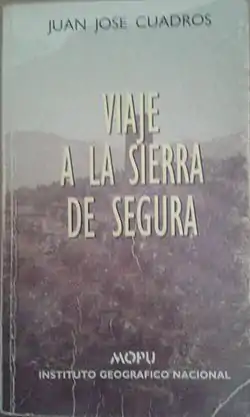 JUAN JOSE CUADROS
VIAJE
A LA SIERRA
DE SEGURA
MOPU
INSTITUTO GEOGRAFICO NACIONAL